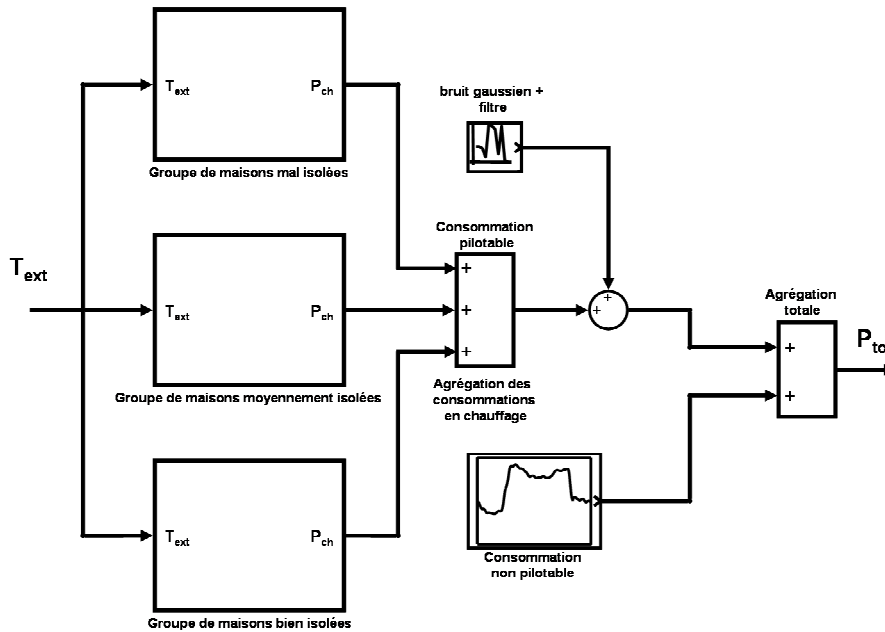 T_ext P_ch
Groupe de maisons mal isolées
bruit gaussien +
filtre
Consommation
pilotable
+
+
+
Agrégation des
consommations
en chauffage
T_ext
T_ext P_ch
Groupe de maisons moyennement isolées
+
+
Agrégation
totale
+
+
P_to
Consommation
non pilotable
T_ext P_ch
Groupe de maisons bien isolées